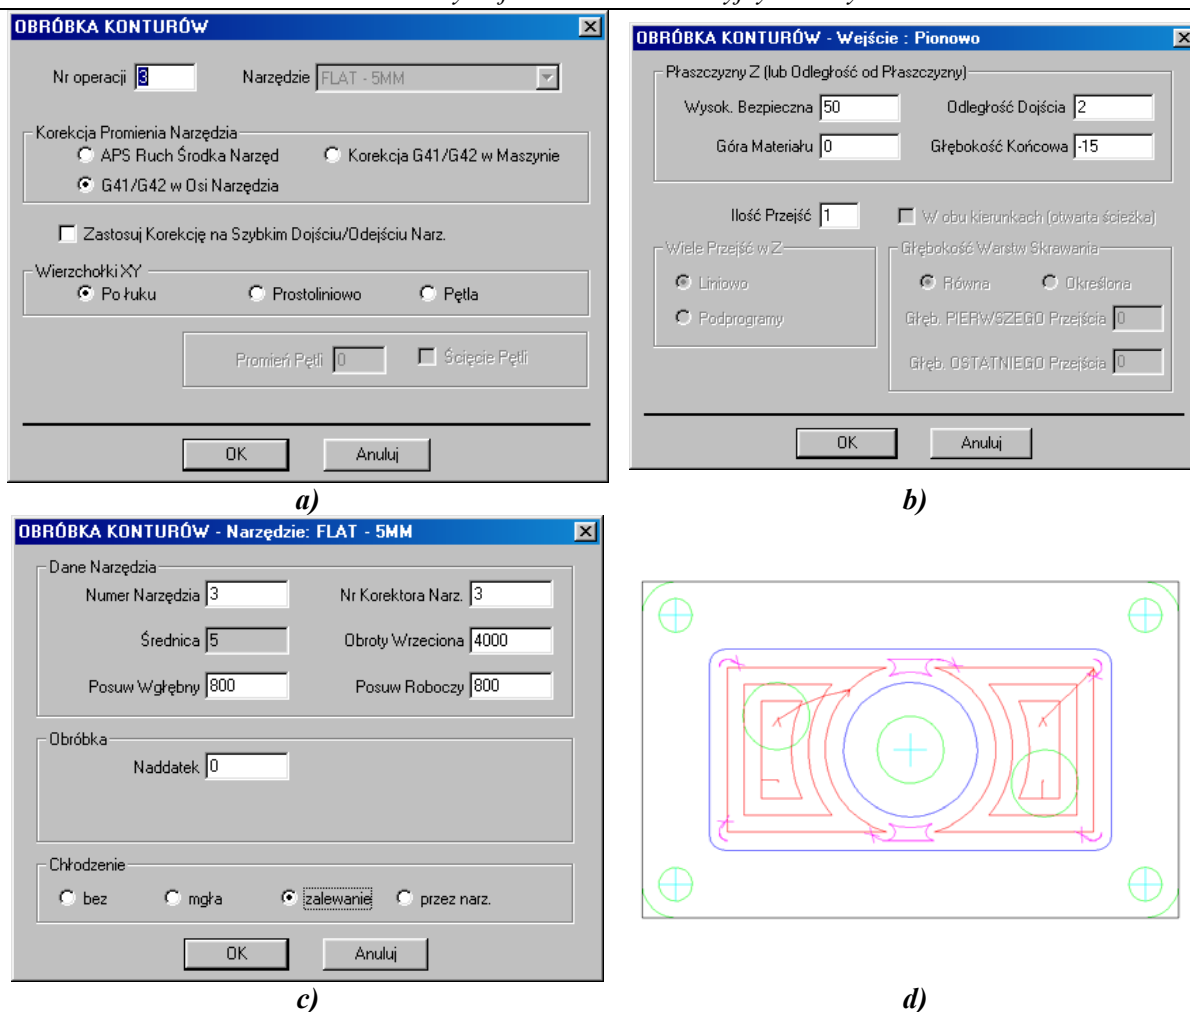 OBRÓBKA KONTURÓW
Nr operacji 3 Narzędzie FLAT - 5MM
Korekcja Promienia Narzędzia
APS Ruch Środka Narzęd Korekcja G41/G42 w Maszynie
G41/G42 w Osi Narzędzia
Zastosuj Korekcję na Szybkim Dojściu/Odejściu Narz.
Wierzchołki XY
Po łuku Prostoliniowo Pętla
Promień Pętli 0 Ścięcie Pętli
OK Anuluj
a)
OBRÓBKA KONTURÓW - Wejście : Pionowo
Płaszczyzny Z (lub Odległość od Płaszczyzny)
Wysok. Bezpieczna 50 Odległość Dojścia 2
Góra Materiału 0 Głębokość Końcowa -15
Ilość Przejść 1 W obu kierunkach (otwarta ścieżka)
Wiele Przejść w Z Głębokość Warstw Skrawania
Liniowo Równa Określona
Podprogramy Głęb. PIERWSZEGO Przejścia 0
Głęb. OSTATNIEGO Przejścia 0
OK Anuluj
b)
OBRÓBKA KONTURÓW - Narzędzie: FLAT - 5MM
Dane Narzędzia
Numer Narzędzia 3 Nr Korektora Narz. 3
Średnica 5 Obroty Wrzeciona 4000
Posuw Wgłębny 800 Posuw Roboczy 800
Obróbka
Naddatek 0
Chłodzenie
bez mgła zalewanie przez narz.
OK Anuluj
c)
d)